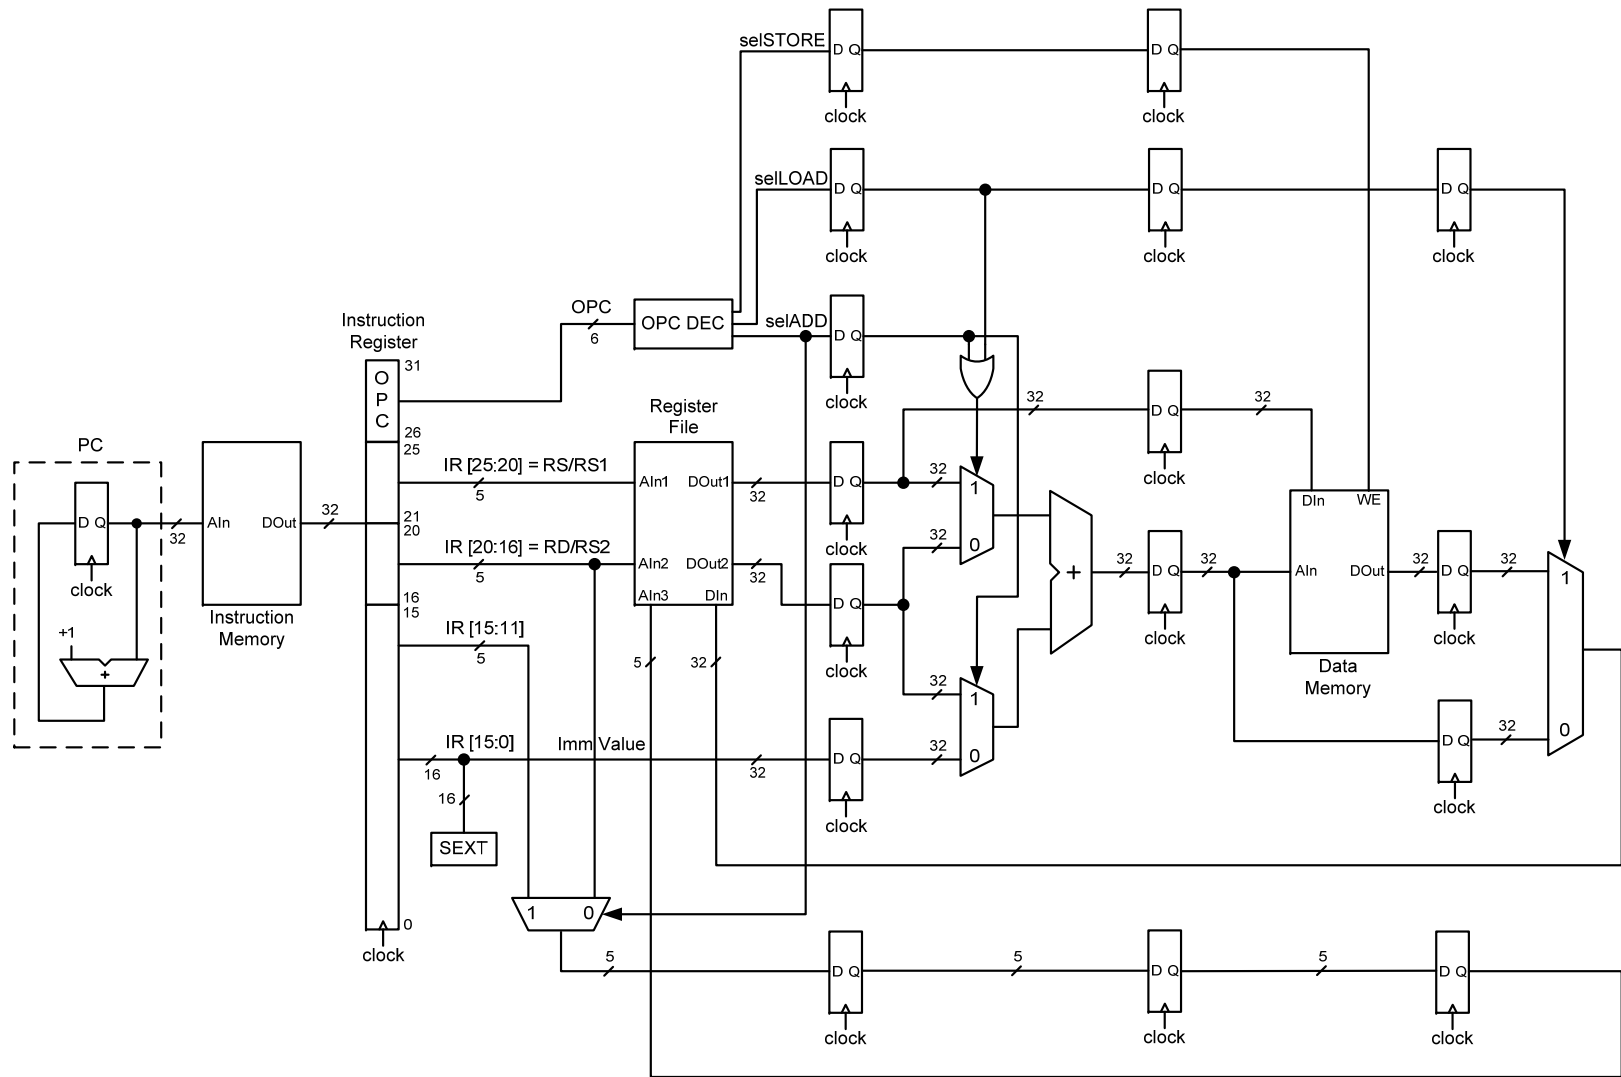 selSTORE
D Q
clock
D Q
clock
selLOAD
D Q
clock
D Q
clock
D Q
clock
OPC
6
OPC DEC
selADD
D Q
clock
Instruction
Register
31
O
P
C
26
25
Register
File
32
D Q
clock
32
PC
D Q
clock
+1
+
32
AIn
DOut
Instruction
Memory
32
IR [25:20] = RS/RS1
5
21
20
IR [20:16] = RD/RS2
5
16
15
IR [15:11]
5
IR [15:0]
16
16
SEXT
Imm Value
32
0
clock
AIn1
DOut1
AIn2
DOut2
AIn3
DIn
32
32
5
32
D Q
clock
D Q
clock
D Q
clock
32
1
32
0
32
1
32
0
+
32
D Q
clock
32
DIn
WE
AIn
DOut
Data
Memory
32
D Q
clock
32
1
D Q
clock
32
0
1
0
5
D Q
clock
5
D Q
clock
5
D Q
clock